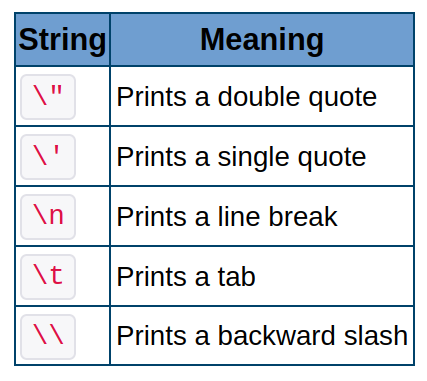 String Meaning
\" Prints a double quote
\' Prints a single quote
\n Prints a line break
\t Prints a tab
\\ Prints a backward slash